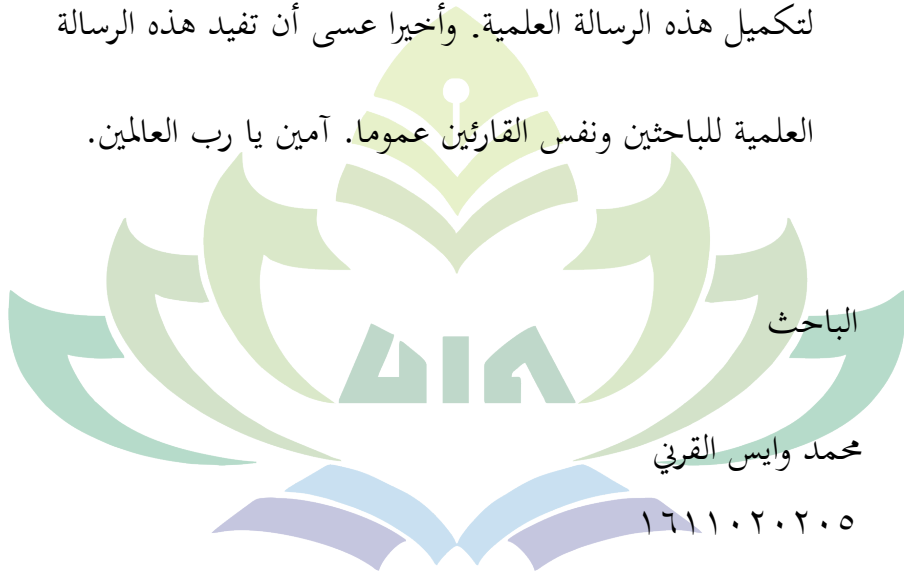 لتكميل هذه الرسالة العلمية. وأخيرا عسى أن تفيد هذه الرسالة
العلمية للباحثين ونفس القارئين عموما. آمين يا رب العالمين.
الباحث
محمد وايس القرني
١٦١١٠٢٠٢٠٥